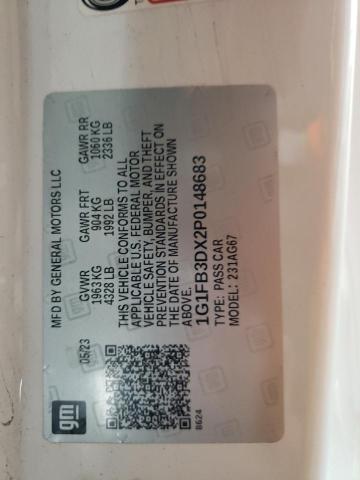 gm
MFD BY GENERAL MOTORS LLC
05/23
GVWR GAWR FRT GAWR RR
1963 KG 904 KG 1060 KG
4328 LB 1992 LB 2336 LB
THIS VEHICLE CONFORMS TO ALL
APPLICABLE U.S. FEDERAL MOTOR
VEHICLE SAFETY, BUMPER, AND THEFT
PREVENTION STANDARDS IN EFFECT ON
THE DATE OF MANUFACTURE SHOWN
ABOVE.
1G1FB3DX2P0148683
TYPE: PASS CAR
MODEL: 231AG67
B624